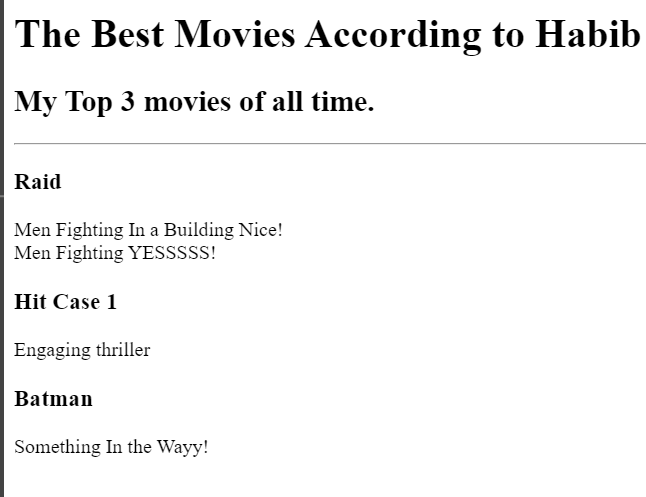 The Best Movies According to Habib
My Top 3 movies of all time.
Raid
Men Fighting In a Building Nice!
Men Fighting YESSSSS!
Hit Case 1
Engaging thriller
Batman
Something In the Wayy!